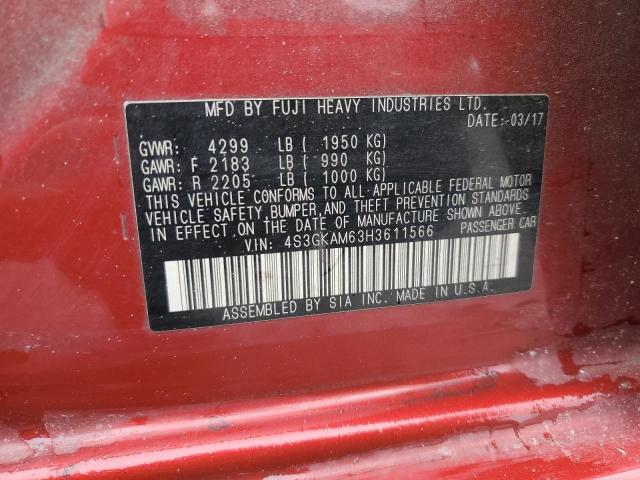 MFD BY FUJI HEAVY INDUSTRIES LTD.
DATE: 03/17
GVWR: 4299 LB ( 1950 KG)
GAWR: F 2183 LB ( 990 KG)
GAWR: R 2205 LB ( 1000 KG)
THIS VEHICLE CONFORMS TO ALL APPLICABLE FEDERAL MOTOR
VEHICLE SAFETY, BUMPER, AND THEFT PREVENTION STANDARDS
IN EFFECT ON THE DATE OF MANUFACTURE SHOWN ABOVE.
VIN: 4S3GKAM63H3611566 PASSENGER CAR
ASSEMBLED BY SIA INC. MADE IN U.S.A.